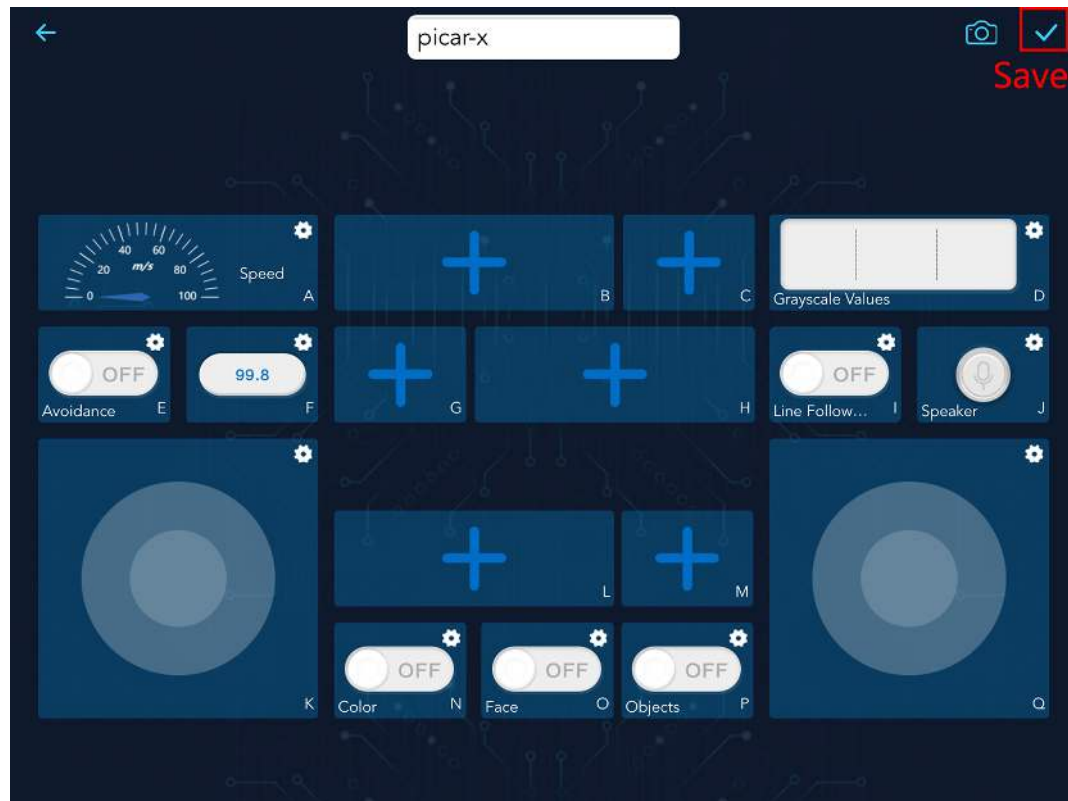 picar-x
Save
40 60
20 m/s 80
0 100
Speed
A
B
C
Grayscale Values
D
OFF
Avoidance E
99.8
F
G
H
OFF
Line Follow... I
Speaker J
K
L
M
OFF
Color N
OFF
Face O
OFF
Objects P
Q